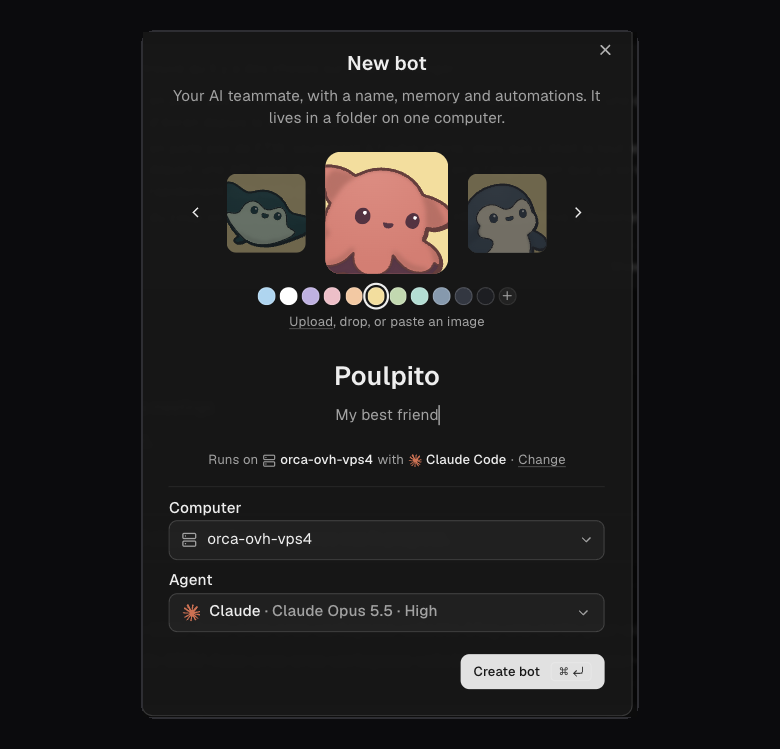 New bot
Your AI teammate, with a name, memory and automations. It
lives in a folder on one computer.
Upload, drop, or paste an image
Poulpito
My best friend
Runs on orca-ovh-vps4 with Claude Code · Change
Computer
orca-ovh-vps4
Agent
Claude · Claude Opus 5.5 · High
Create bot ⌘ ↵